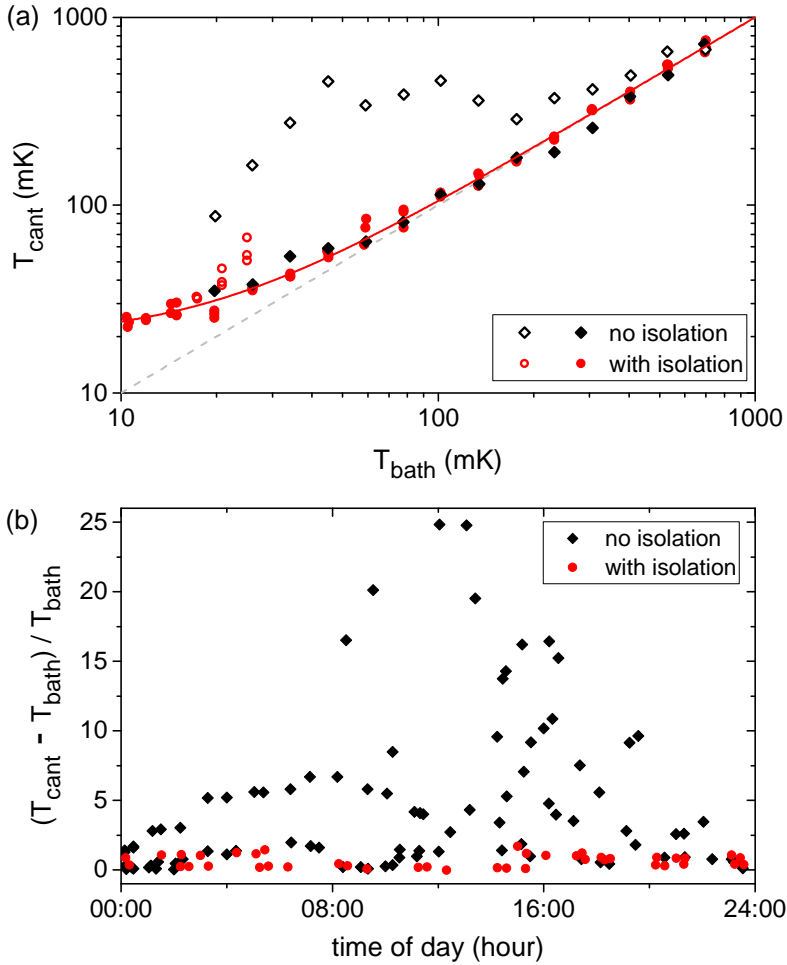 (a)
1000
100
10
T_cant (mK)
10
100
1000
T_bath (mK)
no isolation
with isolation
(b)
25
20
15
10
5
0
(T_cant - T_bath) / T_bath
no isolation
with isolation
00:00
08:00
16:00
24:00
time of day (hour)